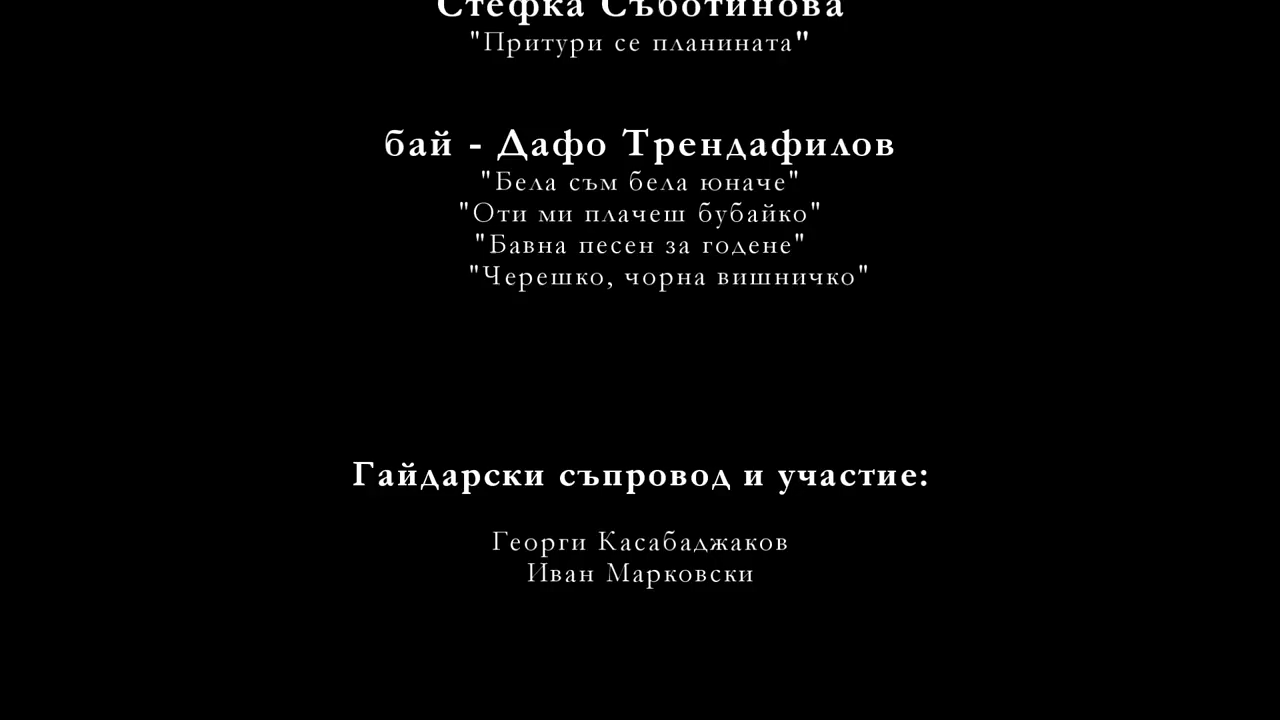 Стефка Съботинова
"Притури се планината"
бай - Дафо Трендафилов
"Бела съм бела юначе"
"Оти ми плачеш бубайко"
"Бавна песен за годене"
"Черешко, чорна вишничко"
Гайдарски съпровод и участие:
Георги Касабаджаков
Иван Марковски